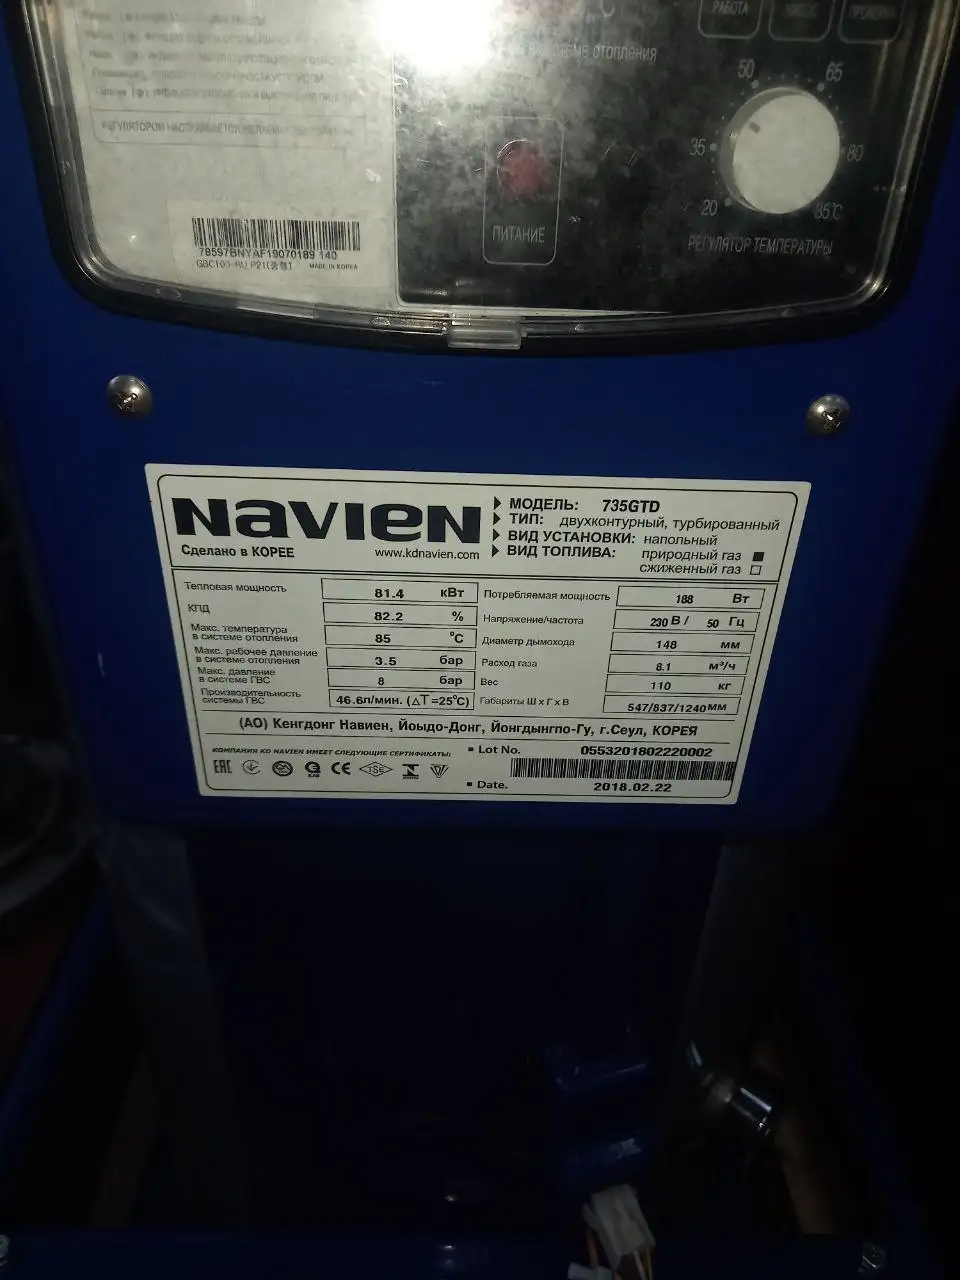 РАБОТА
отопления
50 65
35 80
20 85°C
РЕГУЛЯТОР ТЕМПЕРАТУРЫ
ПИТАНИЕ
РЕГУЛЯТОРОМ НАСТРАИВАЕТСЯ
78597BNYAF19070189 140
MADE IN KOREA
NAVIEN
Сделано в КОРЕЕ www.kdnavien.com
МОДЕЛЬ: 735GTD
ТИП: двухконтурный, турбированный
ВИД УСТАНОВКИ: напольный
ВИД ТОПЛИВА: природный газ ■
сжиженный газ □
Тепловая мощность 81.4 кВт Потребляемая мощность 188 Вт
КПД 82.2 % Напряжение/частота 230 В / 50 Гц
Макс. температура
в системе отопления 85 °C Диаметр дымохода 148 мм
Макс. рабочее давление
в системе отопления 3.5 бар Расход газа 8.1 м³/ч
Макс. давление
в системе ГВС 8 бар Вес 110 кг
Производительность
системы ГВС 46.6л/мин. (△T =25°C) Габариты Ш x Г x В 547/837/1240мм
(АО) Кенгдонг Навиен, Йоыдо-Донг, Йонгдынгпо-Гу, г.Сеул, КОРЕЯ
КОМПАНИЯ KD NAVIEN ИМЕЕТ СЛЕДУЮЩИЕ СЕРТИФИКАТЫ: ▪ Lot No. 0553201802220002
EAC CE TSE
▪ Date. 2018.02.22